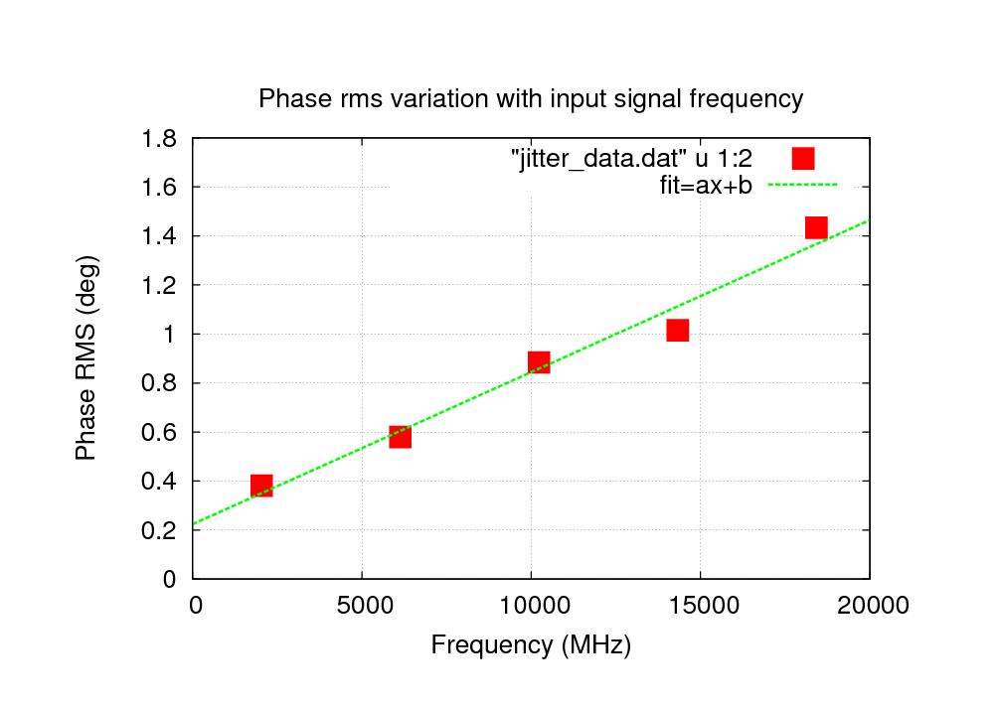 Phase rms variation with input signal frequency
"jitter_data.dat" u 1:2
fit=ax+b
1.8
1.6
1.4
1.2
1
0.8
0.6
0.4
0.2
0
Phase RMS (deg)
0 5000 10000 15000 20000
Frequency (MHz)